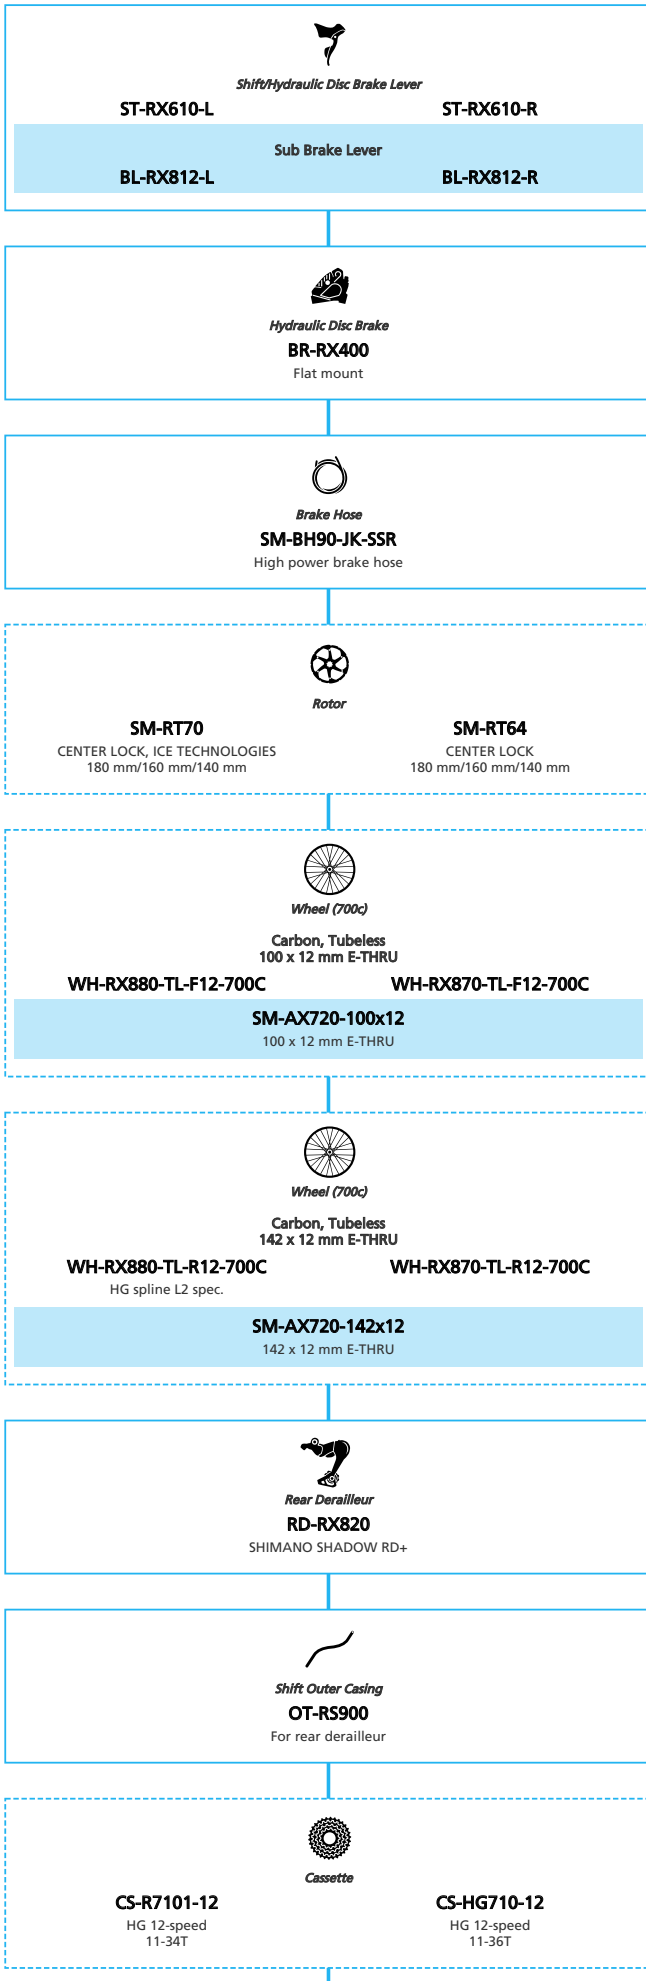 Shift/Hydraulic Disc Brake Lever
ST-RX610-L ST-RX610-R
Sub Brake Lever
BL-RX812-L BL-RX812-R
Hydraulic Disc Brake
BR-RX400
Flat mount
Brake Hose
SM-BH90-JK-SSR
High power brake hose
Rotor
SM-RT70 SM-RT64
CENTER LOCK, ICE TECHNOLOGIES CENTER LOCK
180 mm/160 mm/140 mm 180 mm/160 mm/140 mm
Wheel (700c)
Carbon, Tubeless
100 x 12 mm E-THRU
WH-RX880-TL-F12-700C WH-RX870-TL-F12-700C
SM-AX720-100x12
100 x 12 mm E-THRU
Wheel (700c)
Carbon, Tubeless
142 x 12 mm E-THRU
WH-RX880-TL-R12-700C WH-RX870-TL-R12-700C
HG spline L2 spec.
SM-AX720-142x12
142 x 12 mm E-THRU
Rear Derailleur
RD-RX820
SHIMANO SHADOW RD+
Shift Outer Casing
OT-RS900
For rear derailleur
Cassette
CS-R7101-12 CS-HG710-12
HG 12-speed HG 12-speed
11-34T 11-36T